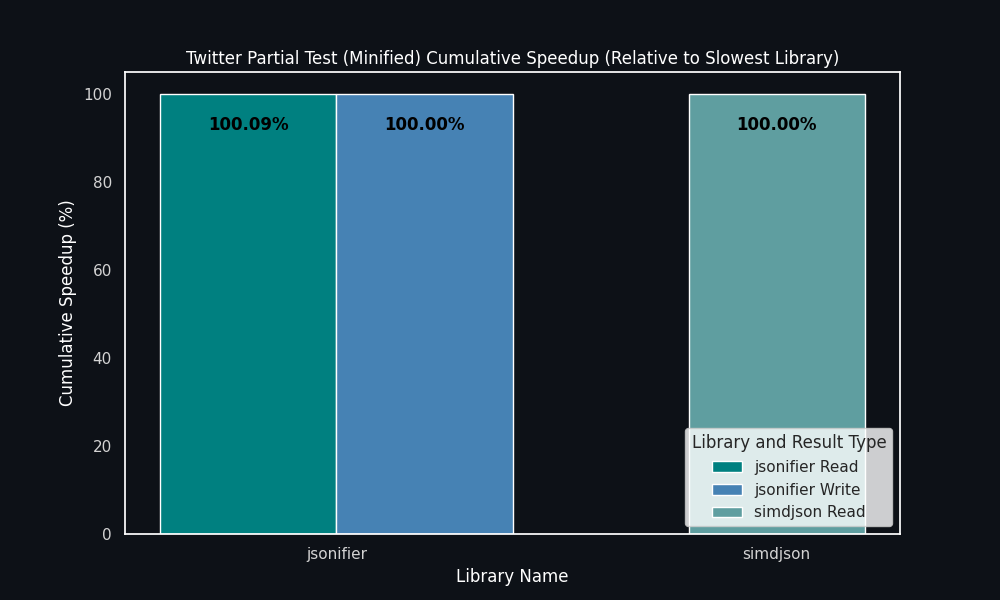 Twitter Partial Test (Minified) Cumulative Speedup (Relative to Slowest Library)
Cumulative Speedup (%)
100
80
60
40
20
0
100.09%
100.00%
100.00%
Library and Result Type
jsonifier Read
jsonifier Write
simdjson Read
jsonifier
simdjson
Library Name